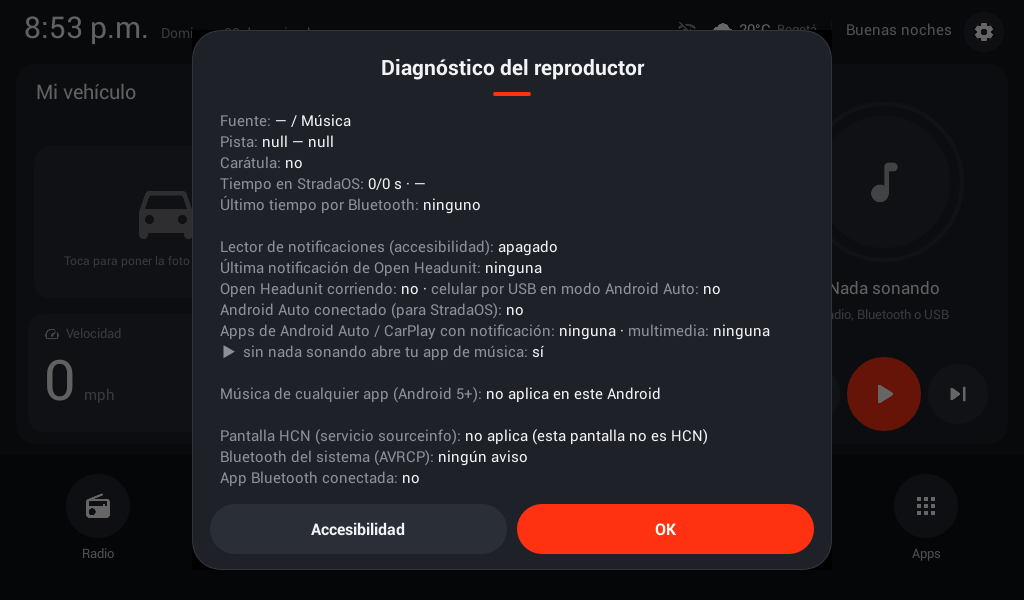 8:53 p.m.
20°C Bogotá
Buenas noches
Mi vehículo
Diagnóstico del reproductor
Fuente: — / Música
Pista: null — null
Carátula: no
Tiempo en StradaOS: 0/0 s · —
Último tiempo por Bluetooth: ninguno
Lector de notificaciones (accesibilidad): apagado
Última notificación de Open Headunit: ninguna
Open Headunit corriendo: no · celular por USB en modo Android Auto: no
Android Auto conectado (para StradaOS): no
Apps de Android Auto / CarPlay con notificación: ninguna · multimedia: ninguna
▶ sin nada sonando abre tu app de música: sí
Música de cualquier app (Android 5+): no aplica en este Android
Pantalla HCN (servicio sourceinfo): no aplica (esta pantalla no es HCN)
Bluetooth del sistema (AVRCP): ningún aviso
App Bluetooth conectada: no
Accesibilidad
OK
Toca para poner la foto
Velocidad
0 mph
Nada sonando
Bluetooth o USB
Radio
Apps